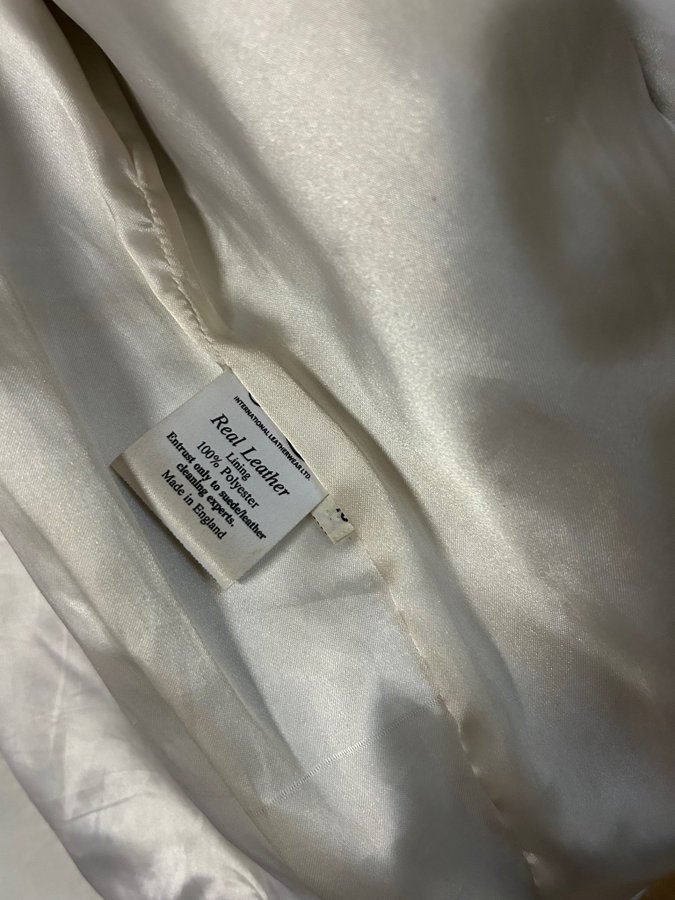 INTERNATIONAL LEATHERWEAR LTD.
Real Leather
Lining
100% Polyester
Entrust only to suede/leather
cleaning experts.
Made in England